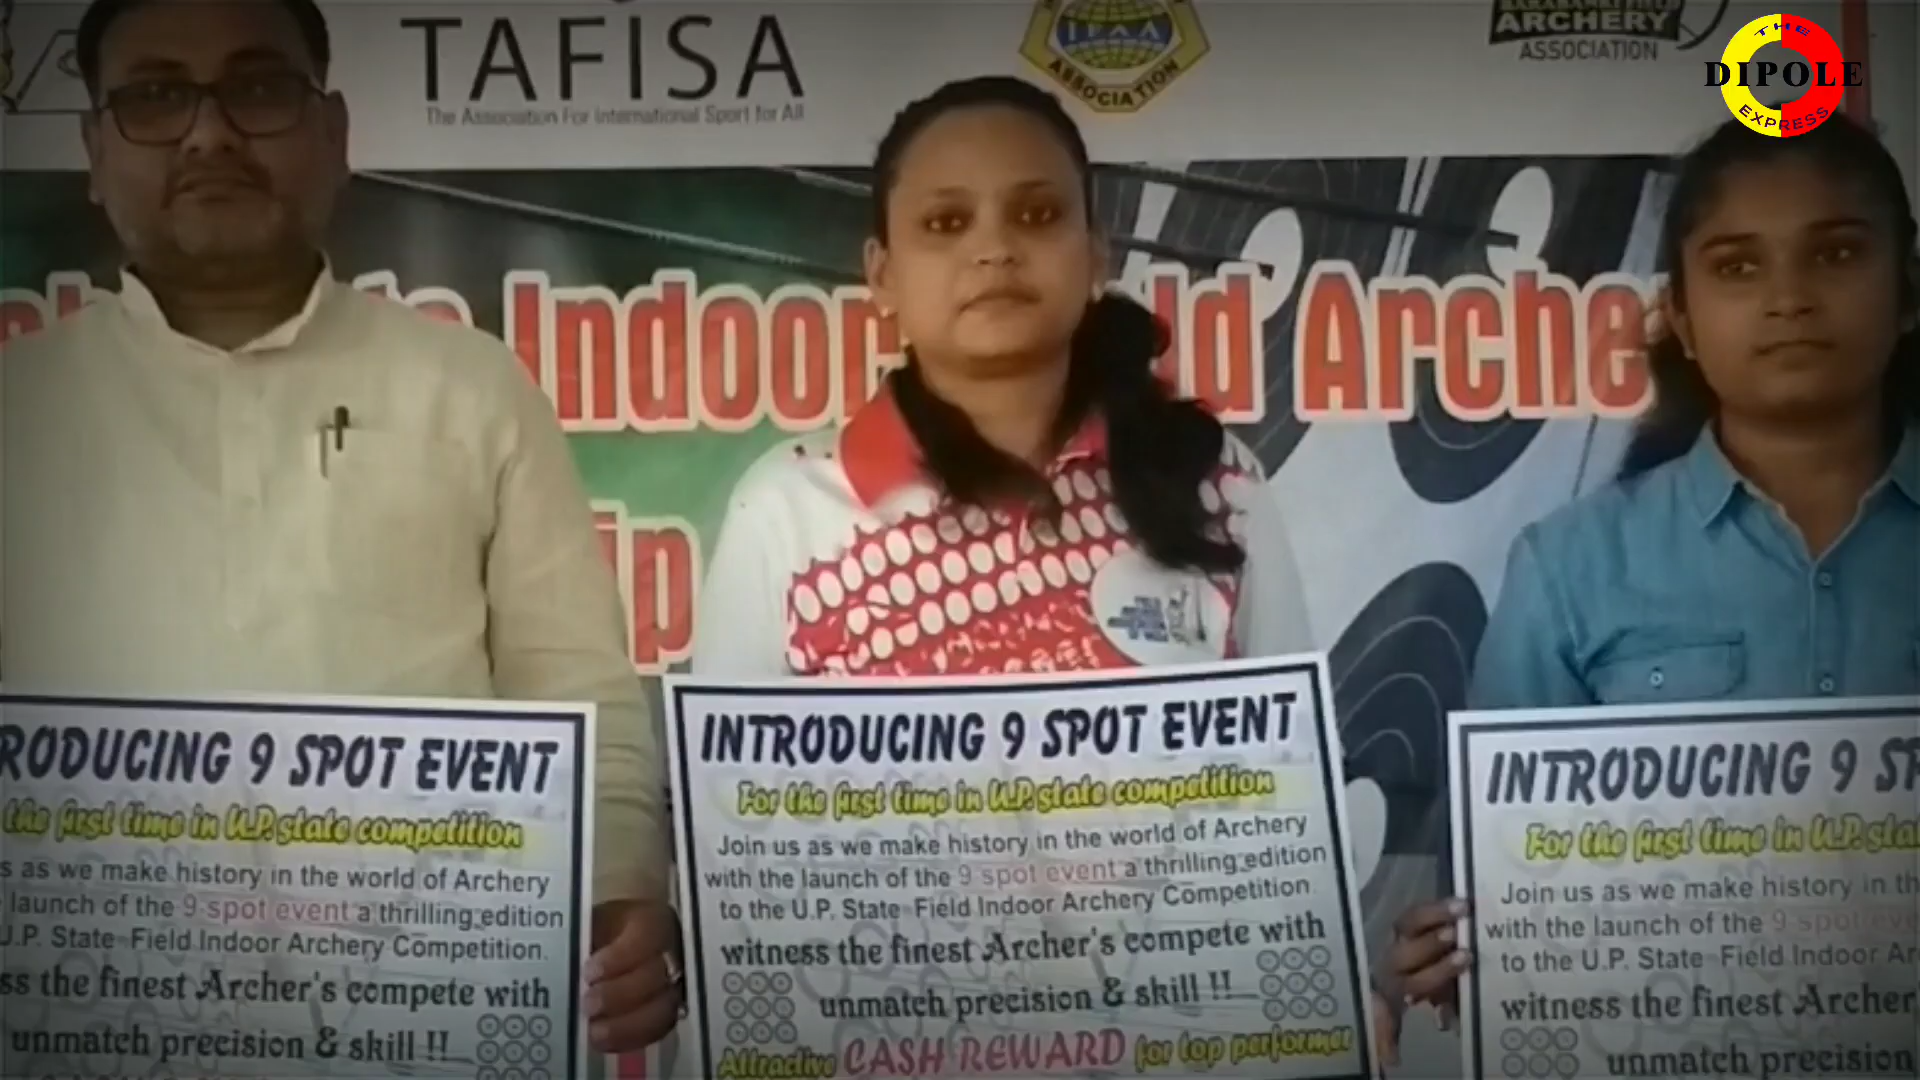 TAFISA
The Association For International Sport for All
IFAA
ASSOCIATION
ARCHERY
ASSOCIATION
THE
DIPOLE
EXPRESS
Indoor
ld Arche
ip
RODUCING 9 SPOT EVENT
the first time in U.P. state competition
s as we make history in the world of Archery
launch of the 9 spot event a thrilling edition
U.P. State Field Indoor Archery Competition.
ss the finest Archer's compete with
unmatch precision & skill !!
INTRODUCING 9 SPOT EVENT
For the first time in U.P. state competition
Join us as we make history in the world of Archery
with the launch of the 9 spot event a thrilling edition
to the U.P. State Field Indoor Archery Competition.
witness the finest Archer's compete with
unmatch precision & skill !!
Attractive CASH REWARD for top performer
INTRODUCING 9 SP
For the first time in U.P. stat
Join us as we make history in th
with the launch of the 9 spot eve
to the U.P. State Field Indoor Ar
witness the finest Archer
unmatch precision